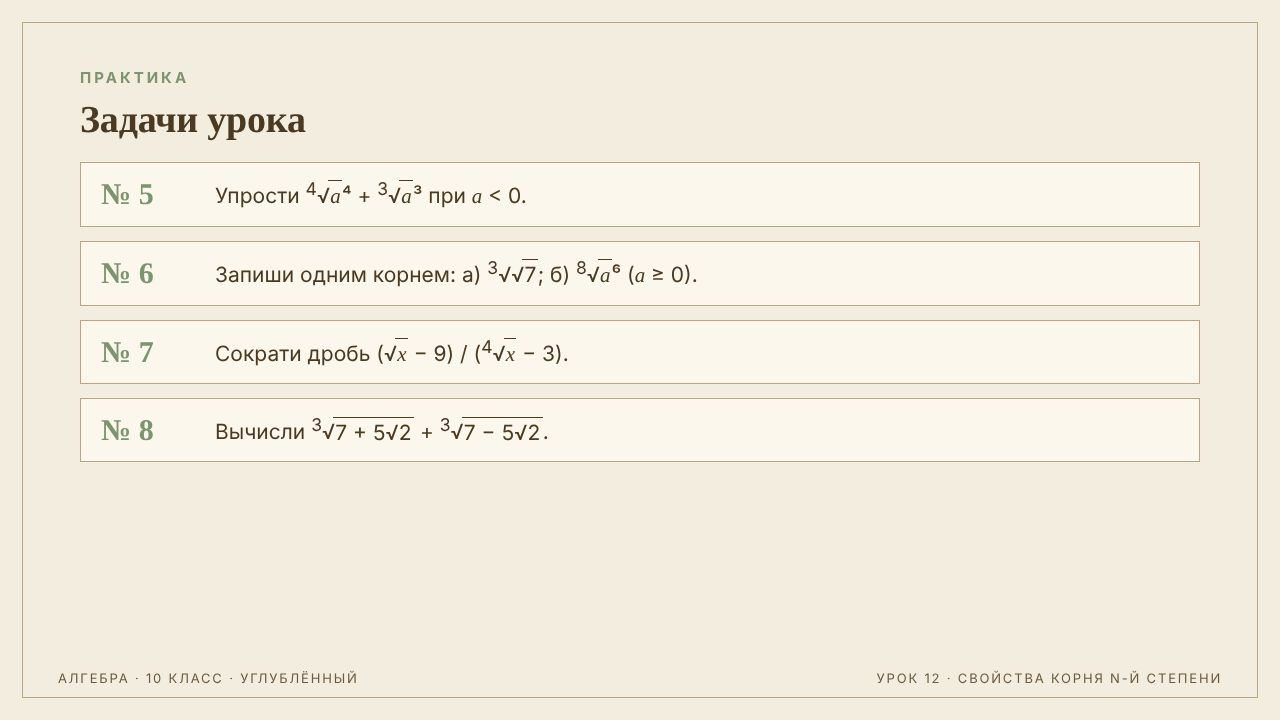 ПРАКТИКА
Задачи урока
№ 5 Упрости ⁴√a⁴ + ³√a³ при a < 0.
№ 6 Запиши одним корнем: а) ³√√7; б) ⁸√a⁶ (a ≥ 0).
№ 7 Сократи дробь (√x − 9) / (⁴√x − 3).
№ 8 Вычисли ³√7 + 5√2 + ³√7 − 5√2.
АЛГЕБРА · 10 КЛАСС · УГЛУБЛЁННЫЙ
УРОК 12 · СВОЙСТВА КОРНЯ N-Й СТЕПЕНИ